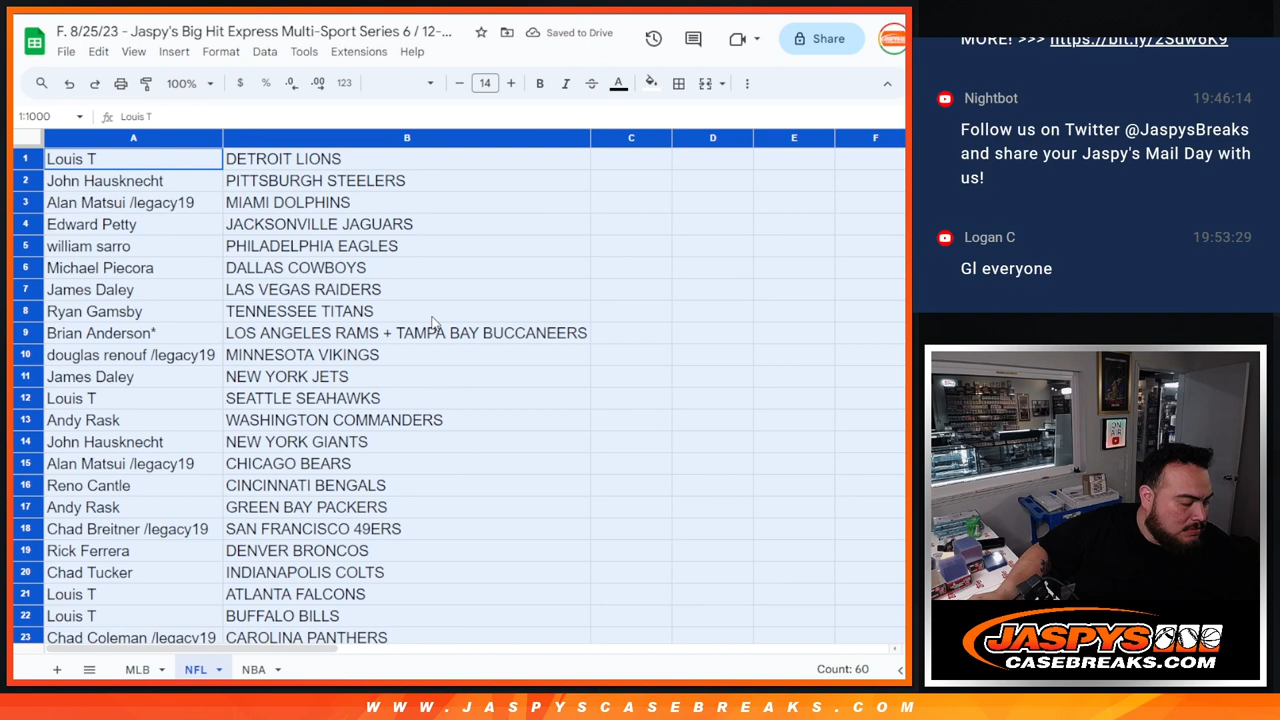 F. 8/25/23 - Jaspy's Big Hit Express Multi-Sport Series 6 / 12-...
Saved to Drive
Share
File Edit View Insert Format Data Tools Extensions Help
100% $ % .0 .00 123 14 B I S A
1:1000 fx Louis T
A B C D E F
1 Louis T DETROIT LIONS
2 John Hausknecht PITTSBURGH STEELERS
3 Alan Matsui /legacy19 MIAMI DOLPHINS
4 Edward Petty JACKSONVILLE JAGUARS
5 william sarro PHILADELPHIA EAGLES
6 Michael Piecora DALLAS COWBOYS
7 James Daley LAS VEGAS RAIDERS
8 Ryan Gamsby TENNESSEE TITANS
9 Brian Anderson* LOS ANGELES RAMS + TAMPA BAY BUCCANEERS
10 douglas renouf /legacy19 MINNESOTA VIKINGS
11 James Daley NEW YORK JETS
12 Louis T SEATTLE SEAHAWKS
13 Andy Rask WASHINGTON COMMANDERS
14 John Hausknecht NEW YORK GIANTS
15 Alan Matsui /legacy19 CHICAGO BEARS
16 Reno Cantle CINCINNATI BENGALS
17 Andy Rask GREEN BAY PACKERS
18 Chad Breitner /legacy19 SAN FRANCISCO 49ERS
19 Rick Ferrera DENVER BRONCOS
20 Chad Tucker INDIANAPOLIS COLTS
21 Louis T ATLANTA FALCONS
22 Louis T BUFFALO BILLS
23 Chad Coleman /legacy19 CAROLINA PANTHERS
MLB NFL NBA Count: 60
MORE! >>> https://bit.ly/2Sdw6K9
Nightbot 19:46:14
Follow us on Twitter @JaspysBreaks
and share your Jaspy's Mail Day with
us!
Logan C 19:53:29
Gl everyone
ON
AIR
JASPYS
CASEBREAKS.COM
WWW.JASPYSCASEBREAKS.COM